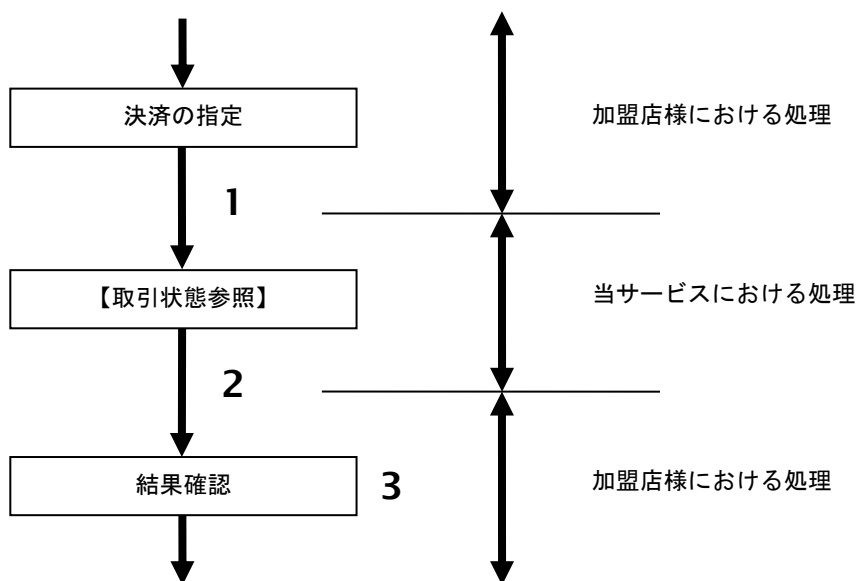 決済の指定
加盟店様における処理
1
【取引状態参照】
当サービスにおける処理
2
結果確認
3
加盟店様における処理